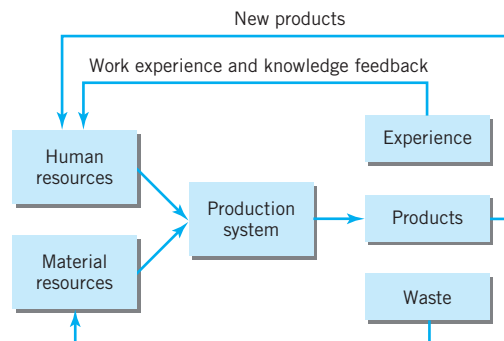 New products
Work experience and knowledge feedback
Experience
Human
resources
Production
system
Products
Material
resources
Waste